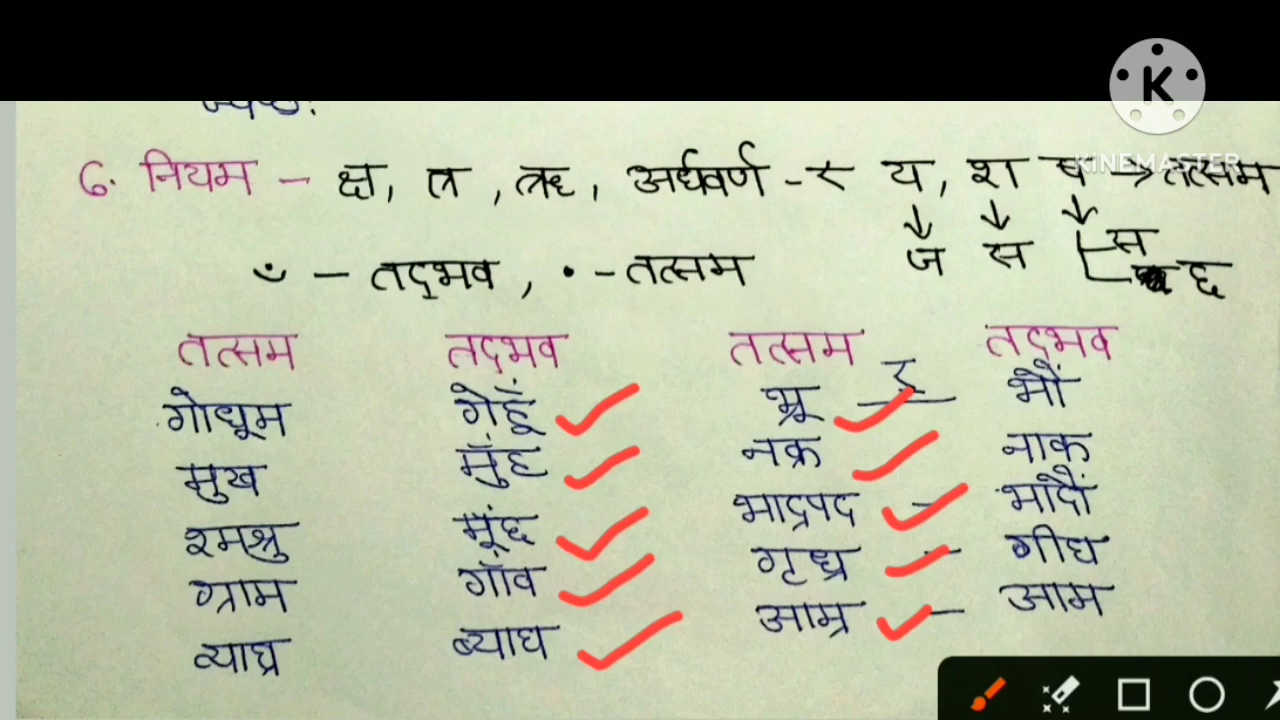 K
KINEMASTER
6. नियम - क्ष, त्र, ऋ, अर्धवर्ण - र य, श ष → तत्सम
ज स स
छ
ँ - तद्भव, • - तत्सम
तत्सम तद्भव तत्सम तद्भव
गोधूम गेहूँ भ्रू भौं
मुख मुँह नक्र नाक
श्मश्रु मूंछ भाद्रपद - भादौं
ग्राम गाँव गृध्र - गीध
व्याघ्र ब्याघ आम्र - आम